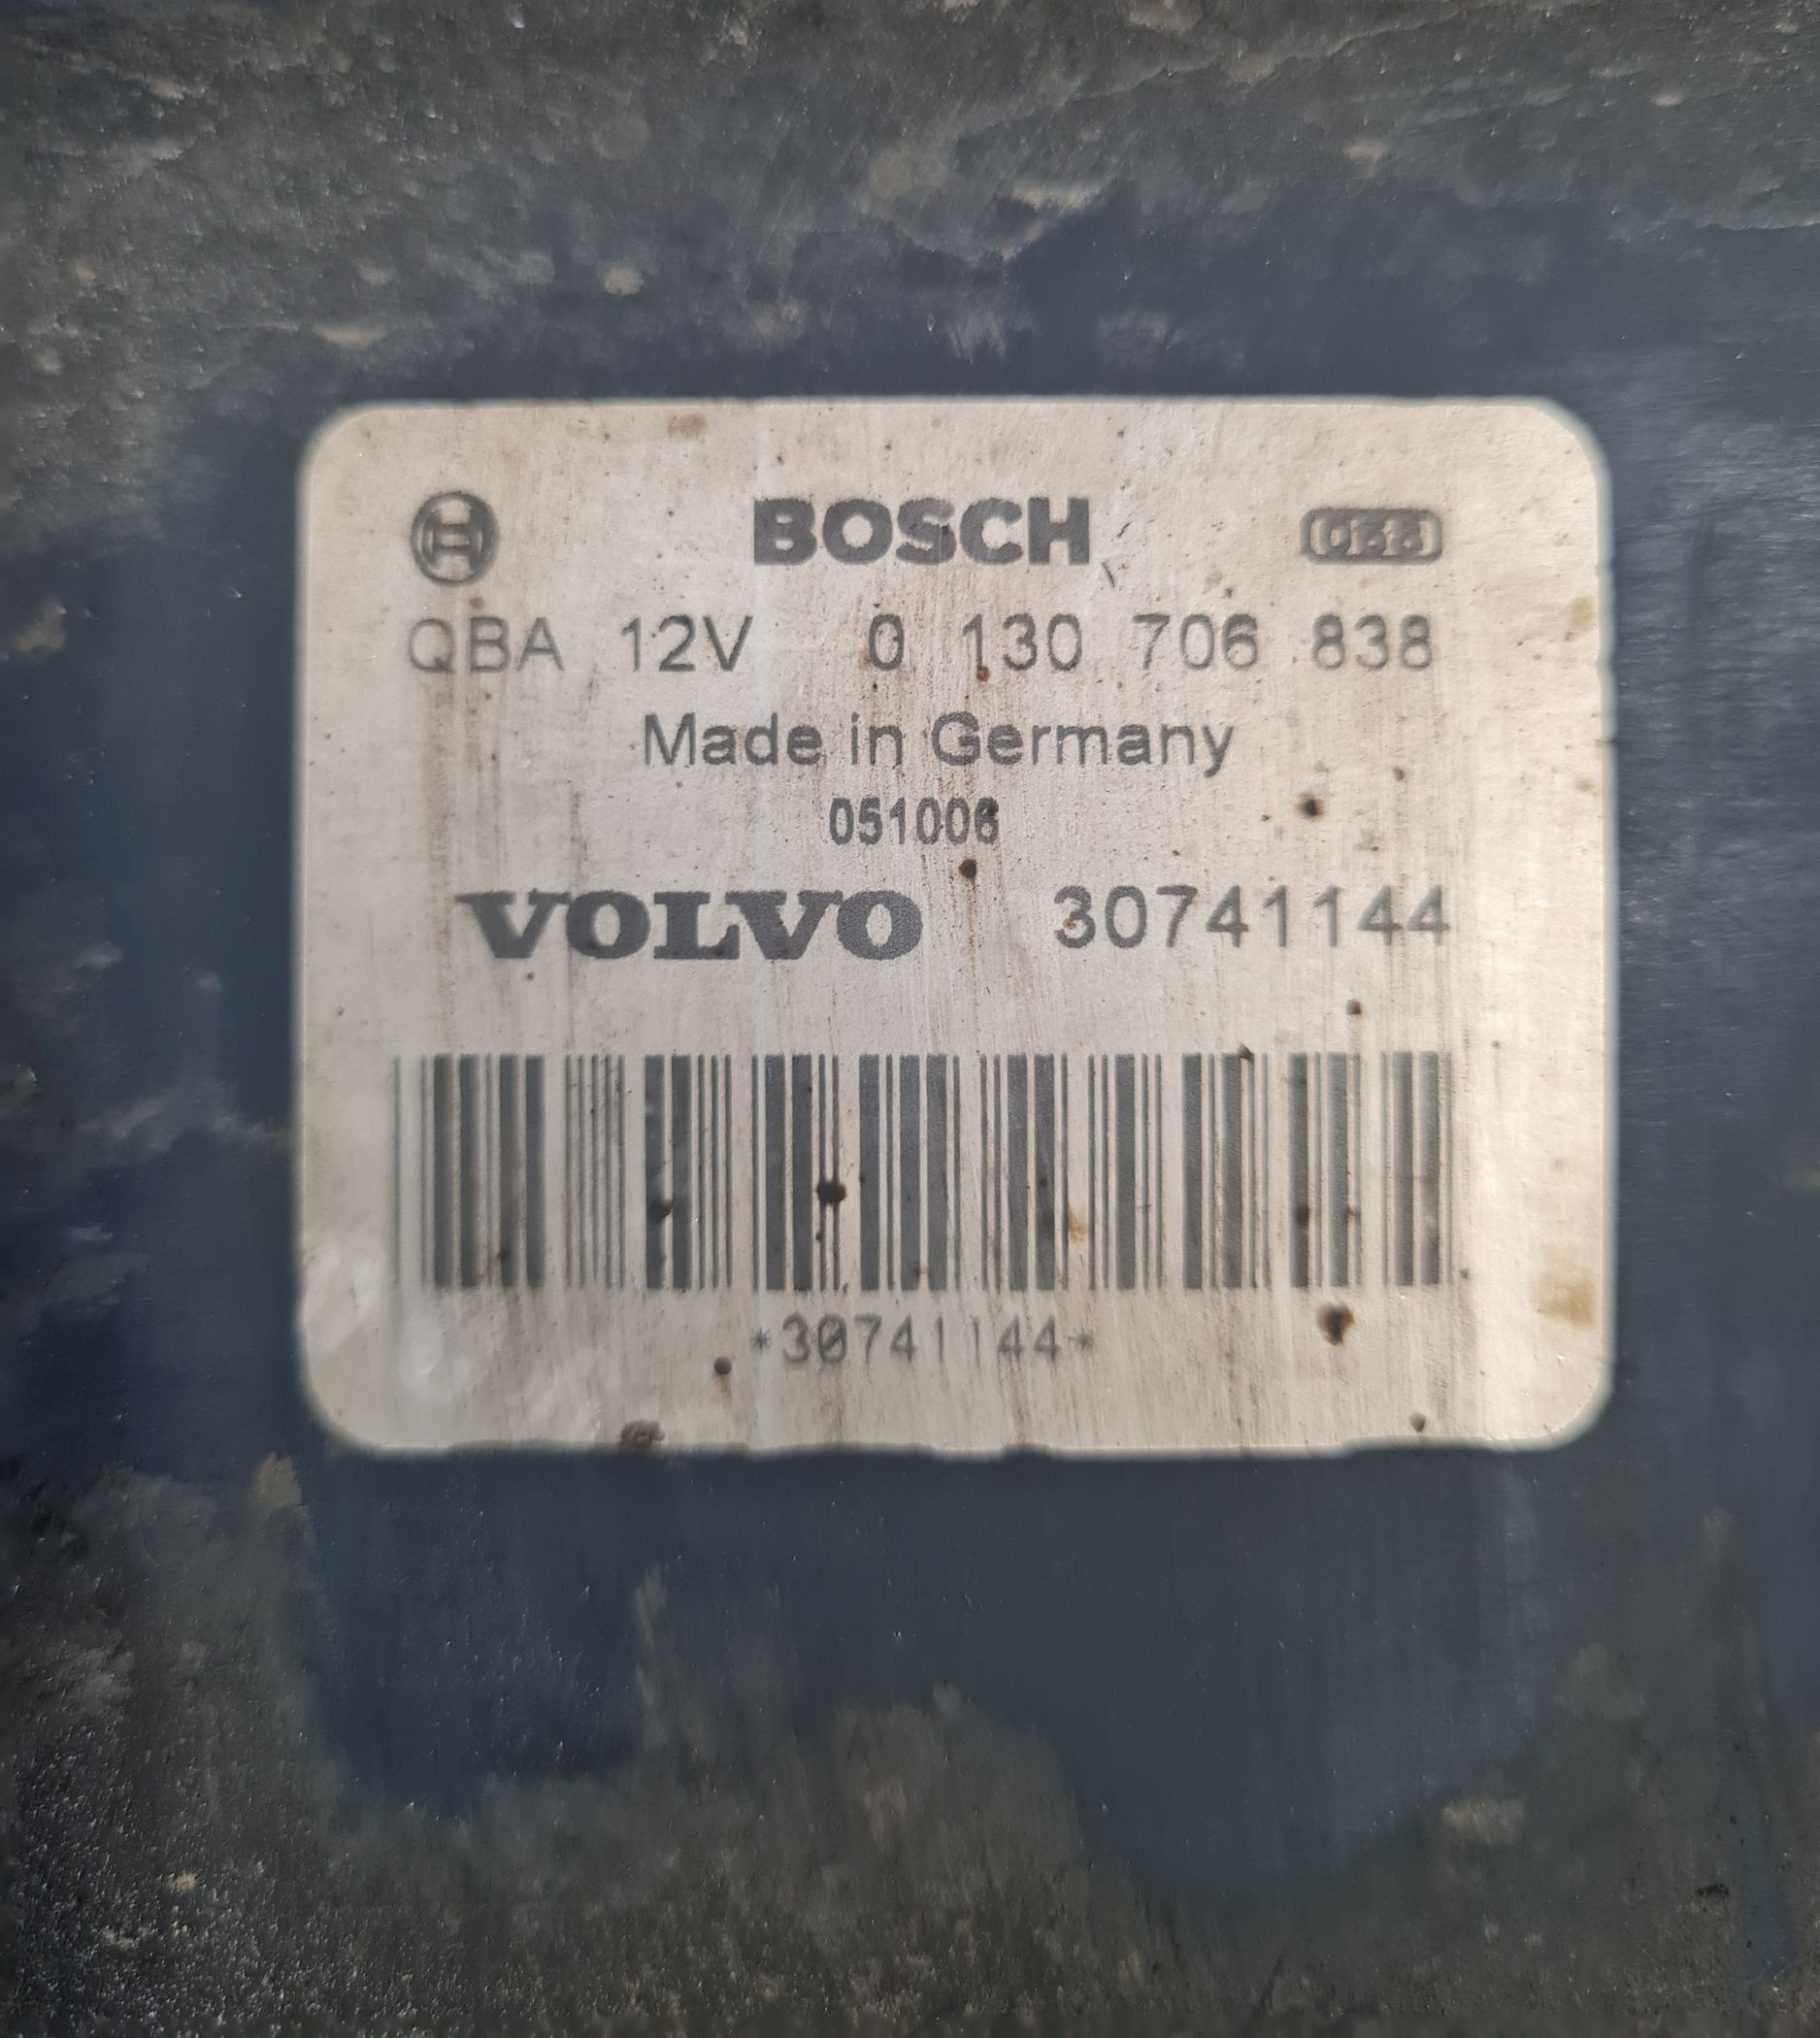 BOSCH
QBA 12V 0 130 706 838
Made in Germany
051006
VOLVO 30741144
*30741144*